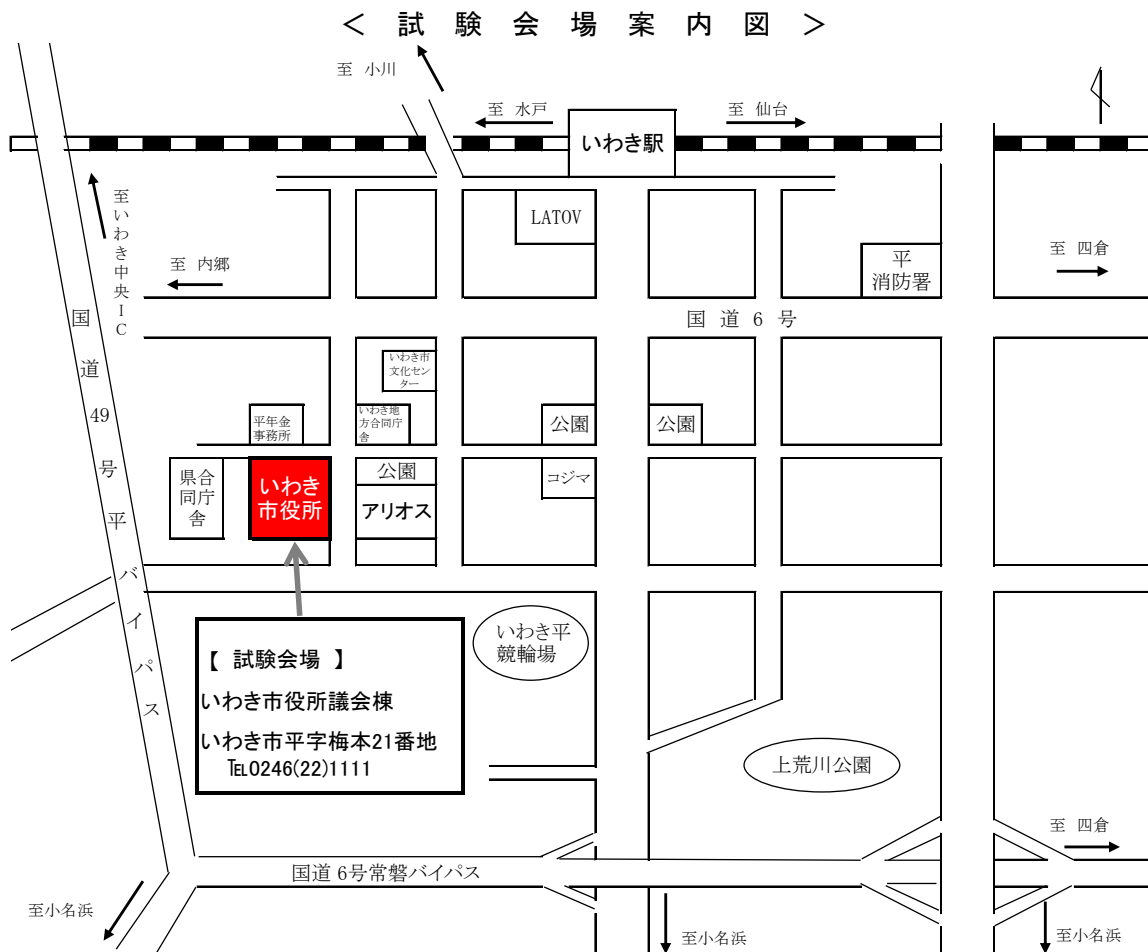 ＜ 試 験 会 場 案 内 図 ＞
至 小川
至 水戸
至 仙台
いわき駅
至いわき中央IC
LATOV
至 内郷
平
消防署
至 四倉
国 道 6 号
国道49号平バイパス
いわき市
文化セン
ター
平年金
事務所
いわき地
方合同庁
舎
公園
公園
県合
同庁
舎
いわき
市役所
公園
アリオス
コジマ
いわき平
競輪場
【 試験会場 】
いわき市役所議会棟
いわき市平字梅本21番地
℡0246(22)1111
上荒川公園
至 四倉
国道 6号常磐バイパス
至小名浜
至小名浜
至小名浜